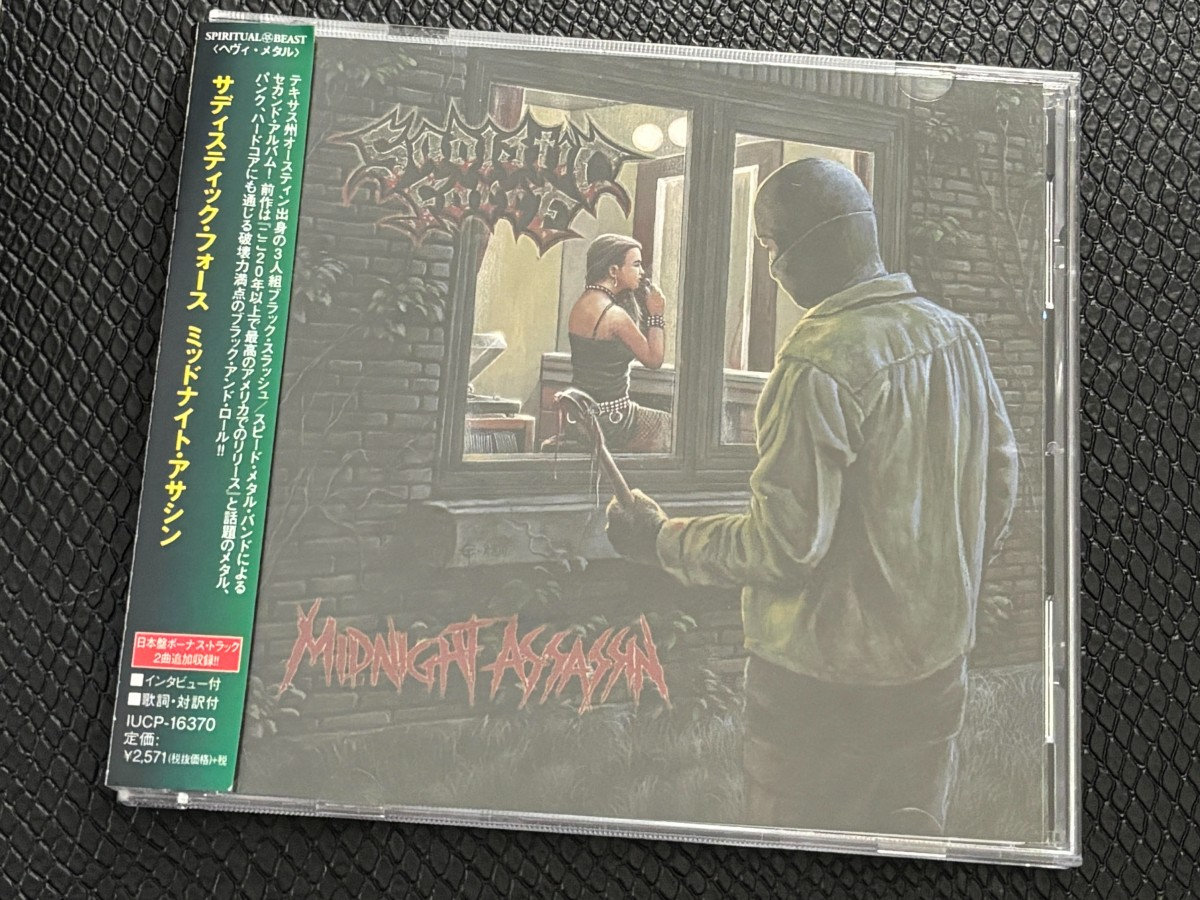 SPIRITUAL BEAST
〈ヘヴィ・メタル〉
テキサス州オースティン出身の3人組ブラック・スラッシュ/スピード・メタル・バンドによる
セカンド・アルバム! 前作は「ここ20年以上で最高のアメリカでのリリース」と話題のメタル、
パンク、ハードコアにも通じる破壊力満点のブラック・アンド・ロール!!
サディスティック・フォース ミッドナイト・アサシン
日本盤ボーナス・トラック
2曲追加収録!!
■インタビュー付
■歌詞・対訳付
IUCP-16370
定価:
¥2,571(税抜価格)+税
MIDNIGHT ASSASSIN